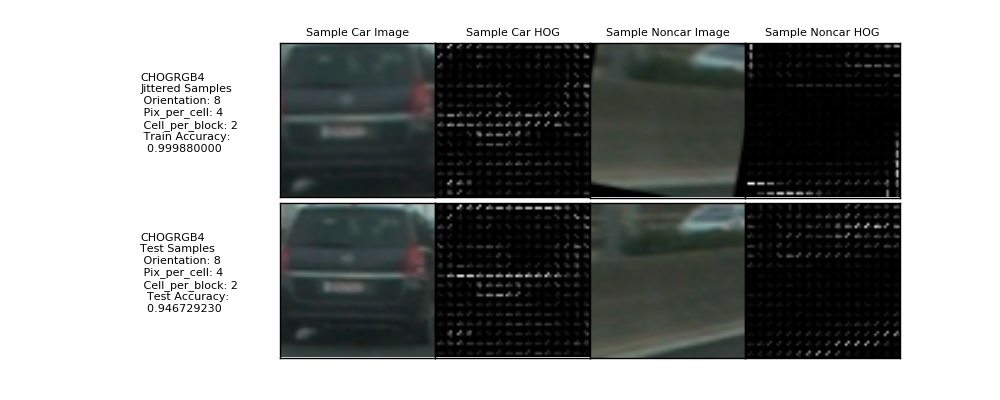 Sample Car Image
Sample Car HOG
Sample Noncar Image
Sample Noncar HOG
CHOGRGB4
Jittered Samples
Orientation: 8
Pix_per_cell: 4
Cell_per_block: 2
Train Accuracy:
0.999880000
CHOGRGB4
Test Samples
Orientation: 8
Pix_per_cell: 4
Cell_per_block: 2
Test Accuracy:
0.946729230